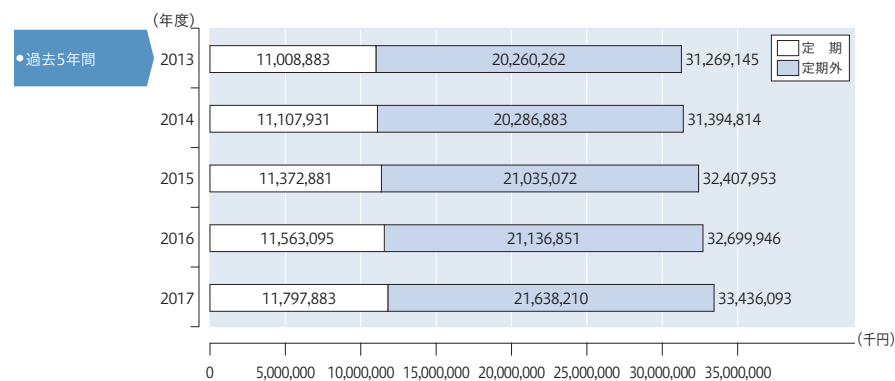 (年度)
●過去5年間
2013 11,008,883 20,260,262 31,269,145
定 期
定期外
2014 11,107,931 20,286,883 31,394,814
2015 11,372,881 21,035,072 32,407,953
2016 11,563,095 21,136,851 32,699,946
2017 11,797,883 21,638,210 33,436,093
(千円)
0 5,000,000 10,000,000 15,000,000 20,000,000 25,000,000 30,000,000 35,000,000